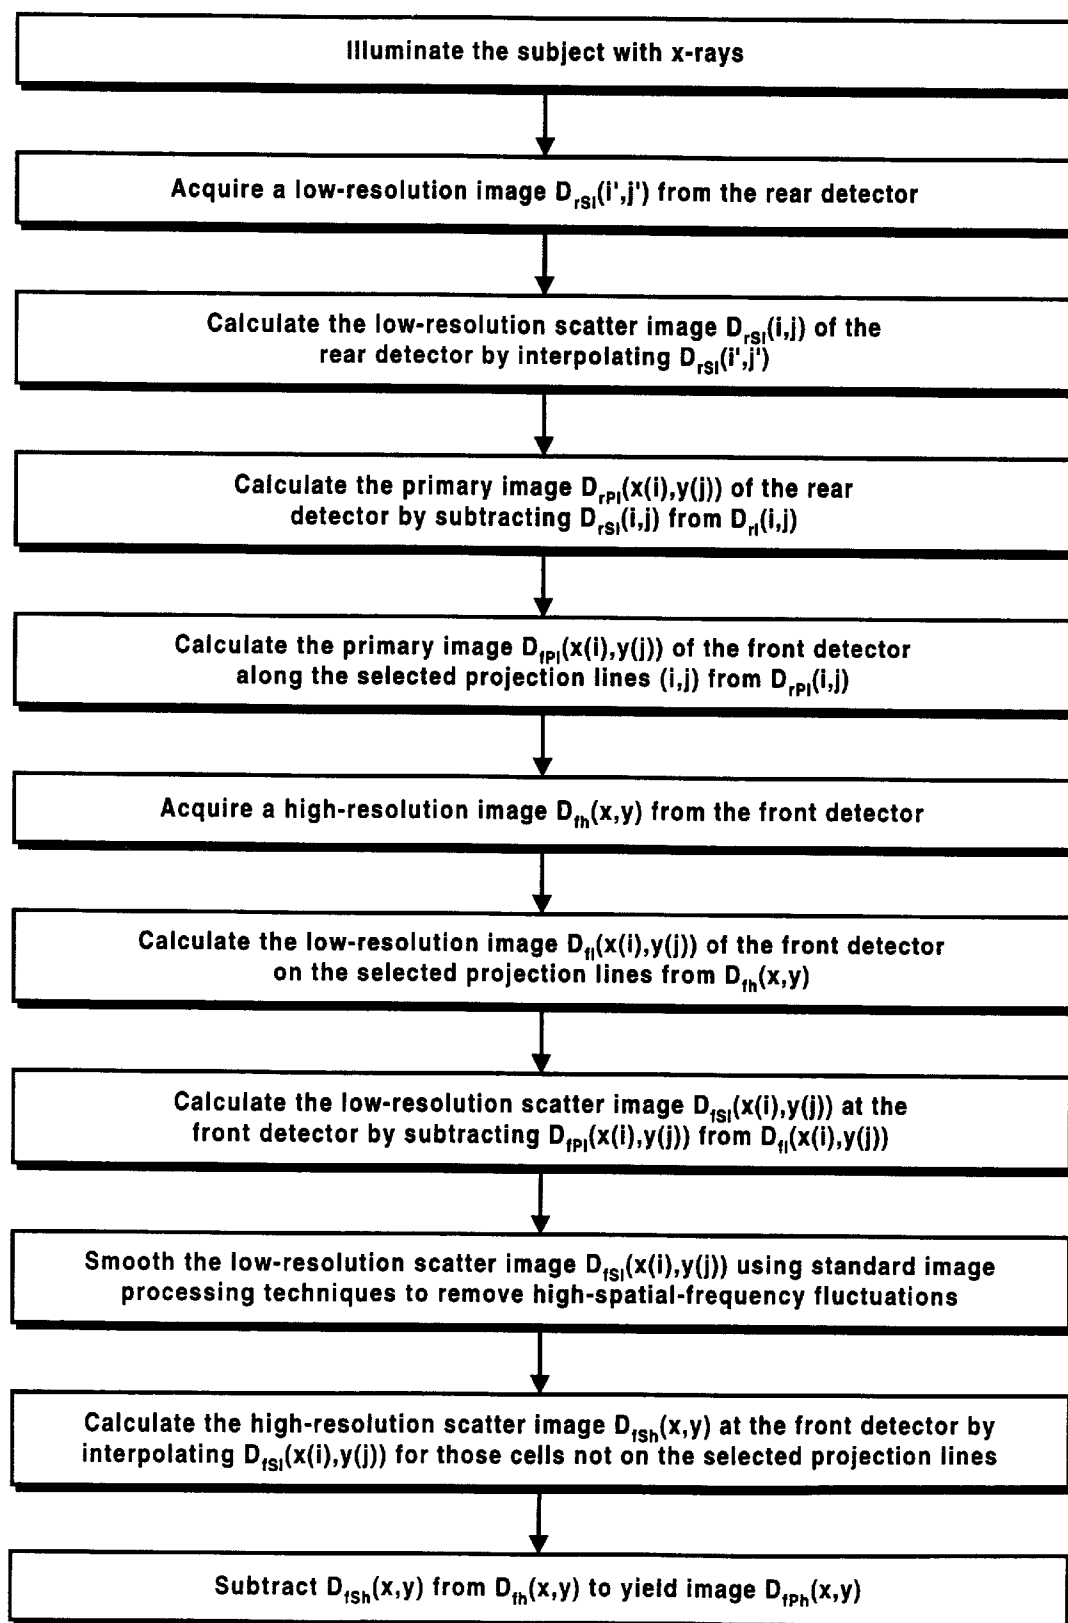 Illuminate the subject with x-rays
Acquire a low-resolution image D_rSl(i',j') from the rear detector
Calculate the low-resolution scatter image D_rSl(i,j) of the
rear detector by interpolating D_rSl(i',j')
Calculate the primary image D_rPl(x(i),y(j)) of the rear
detector by subtracting D_rSl(i,j) from D_rl(i,j)
Calculate the primary image D_fPl(x(i),y(j)) of the front detector
along the selected projection lines (i,j) from D_rPl(i,j)
Acquire a high-resolution image D_fh(x,y) from the front detector
Calculate the low-resolution image D_fl(x(i),y(j)) of the front detector
on the selected projection lines from D_fh(x,y)
Calculate the low-resolution scatter image D_fSl(x(i),y(j)) at the
front detector by subtracting D_fPl(x(i),y(j)) from D_fl(x(i),y(j))
Smooth the low-resolution scatter image D_fSl(x(i),y(j)) using standard image
processing techniques to remove high-spatial-frequency fluctuations
Calculate the high-resolution scatter image D_fSh(x,y) at the front detector by
interpolating D_fSl(x(i),y(j)) for those cells not on the selected projection lines
Subtract D_fSh(x,y) from D_fh(x,y) to yield image D_fPh(x,y)